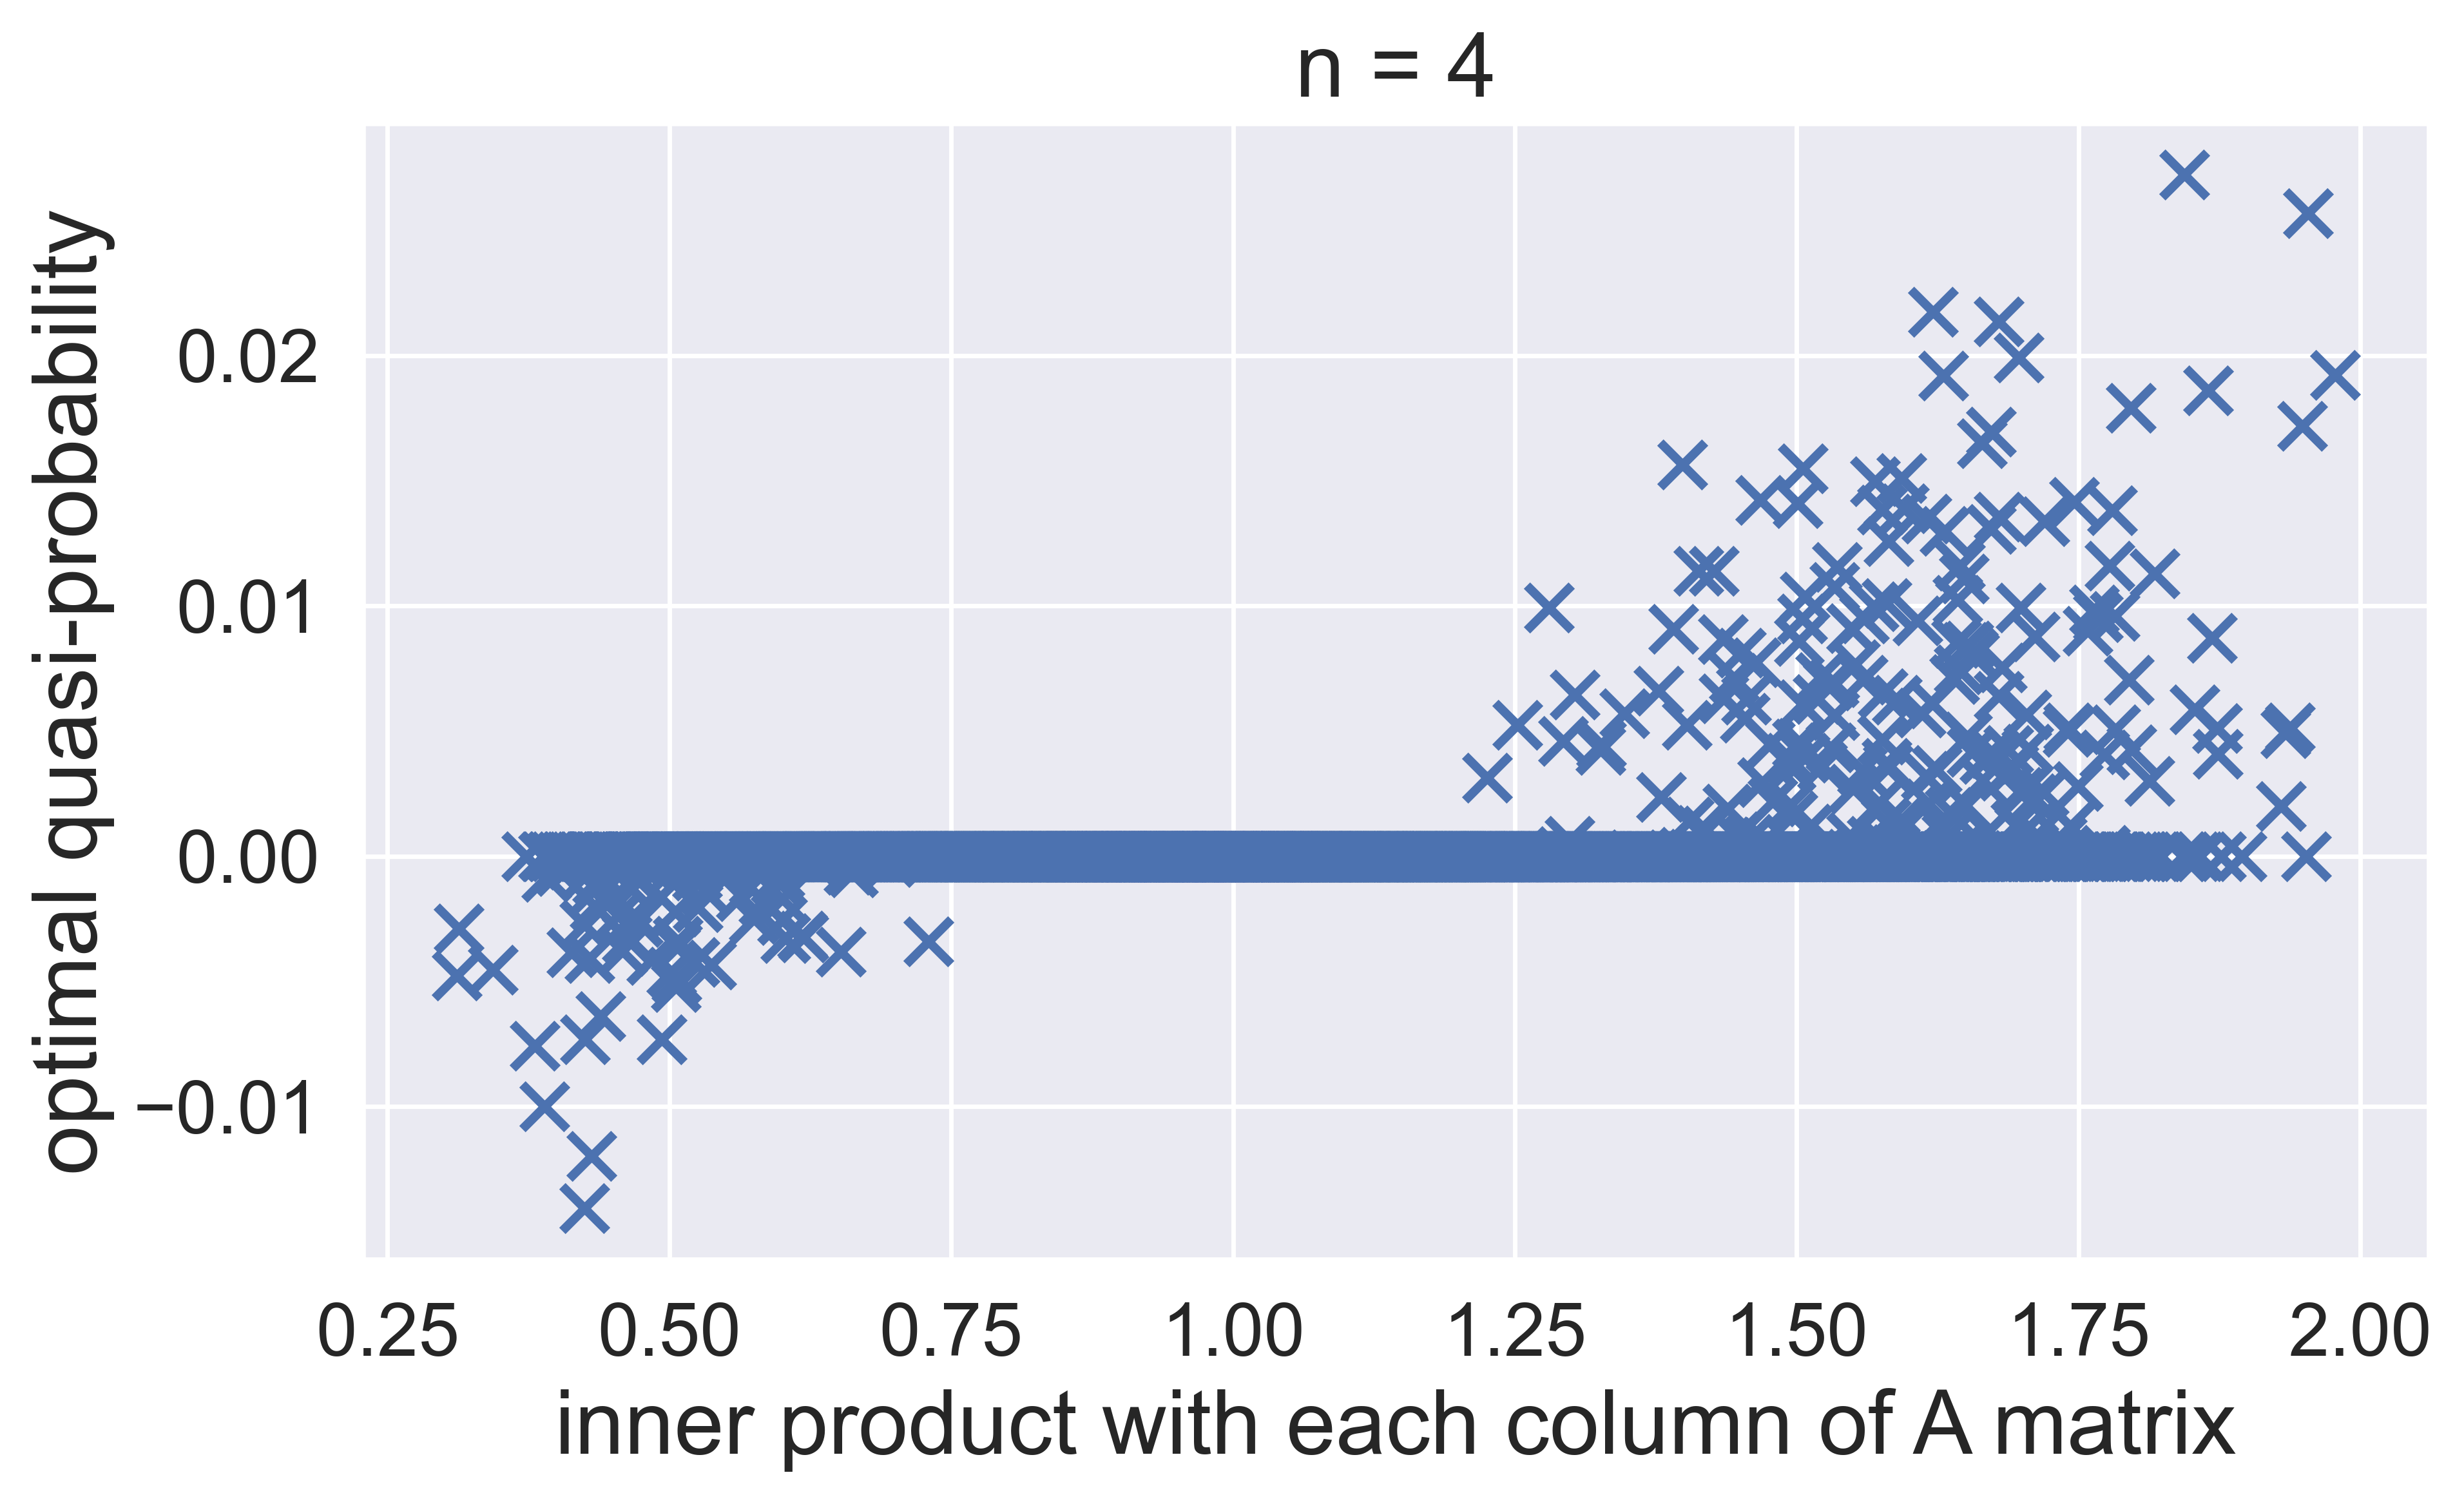 n = 4
optimal quasi-probability
0.02
0.01
0.00
−0.01
0.25 0.50 0.75 1.00 1.25 1.50 1.75 2.00
inner product with each column of A matrix